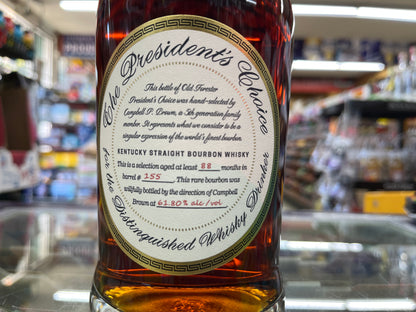 The President's Choice
This bottle of Old Forester
President's Choice was hand-selected by
Campbell P. Brown, a 5th generation family
member. It represents what we consider to be a
singular expression of the world's finest bourbon.
KENTUCKY STRAIGHT BOURBON WHISKY
This is a selection aged at least 88 months in
barrel # 155. This rare bourbon was
willfully bottled by the direction of Campbell
Brown at 61.80% alc/vol
for the Distinguished Whisky Drinker